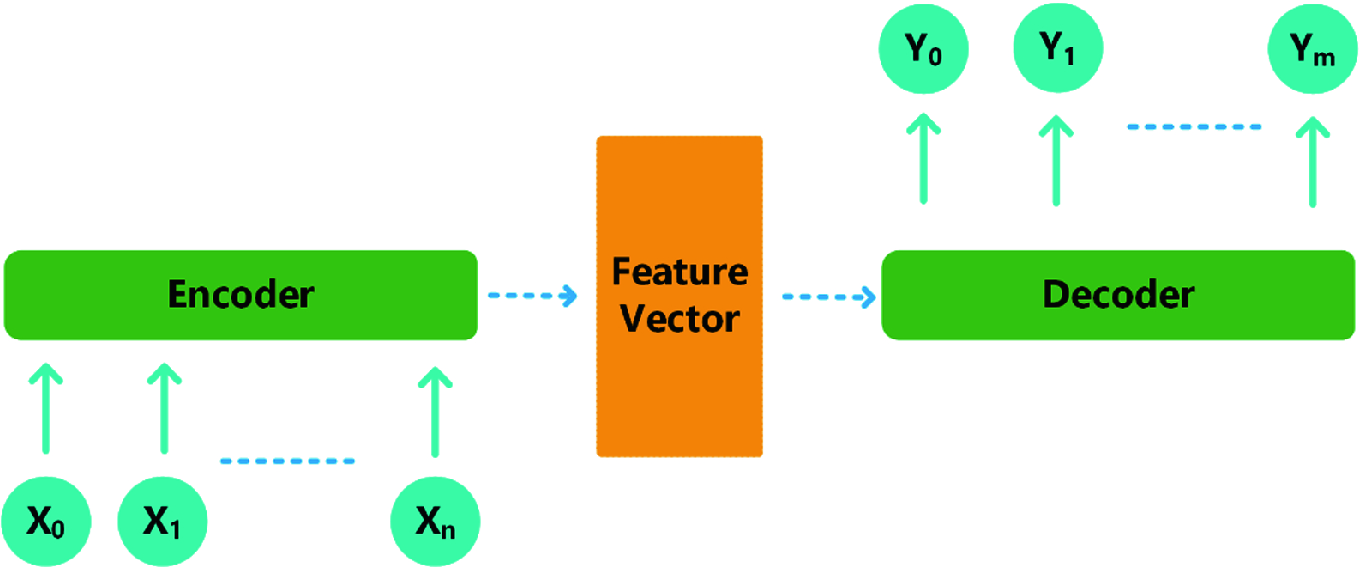 Y₀ Y₁ Yₘ
Encoder
Feature
Vector
Decoder
X₀ X₁ Xₙ